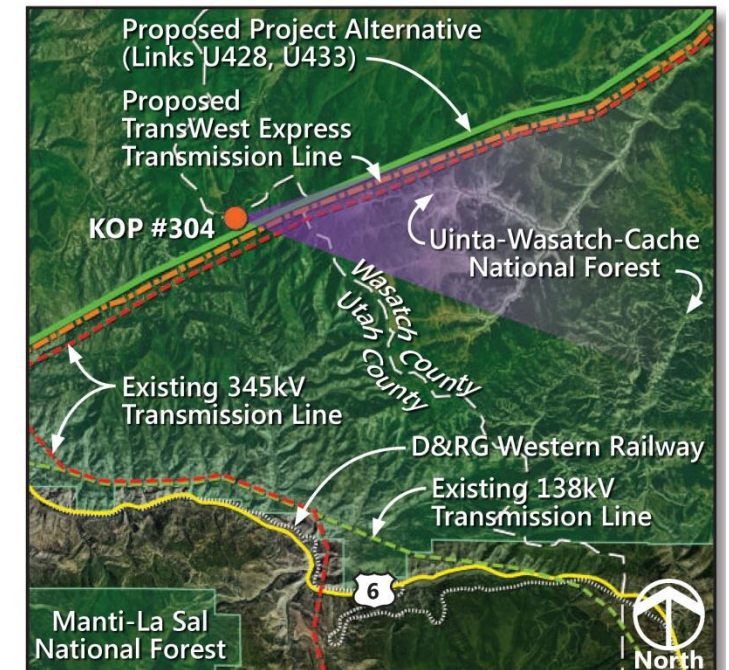 Proposed Project Alternative
(Links U428, U433)
Proposed
TransWest Express
Transmission Line
KOP #304
Uinta-Wasatch-Cache
National Forest
Wasatch County
Utah County
Existing 345kV
Transmission Line
D&RG Western Railway
Existing 138kV
Transmission Line
6
Manti-La Sal
National Forest
North